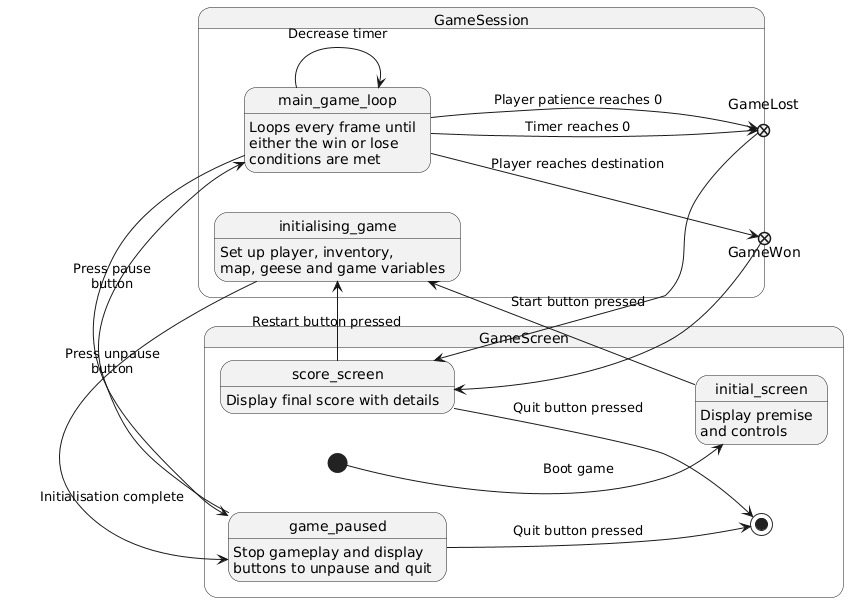 GameSession
Decrease timer
main_game_loop
Loops every frame until
either the win or lose
conditions are met
Player patience reaches 0
Timer reaches 0
GameLost
Player reaches destination
initialising_game
Set up player, inventory,
map, geese and game variables
GameWon
Press pause
button
Start button pressed
Restart button pressed
GameScreen
Press unpause
button
score_screen
Display final score with details
initial_screen
Display premise
and controls
Quit button pressed
Boot game
Initialisation complete
game_paused
Stop gameplay and display
buttons to unpause and quit
Quit button pressed